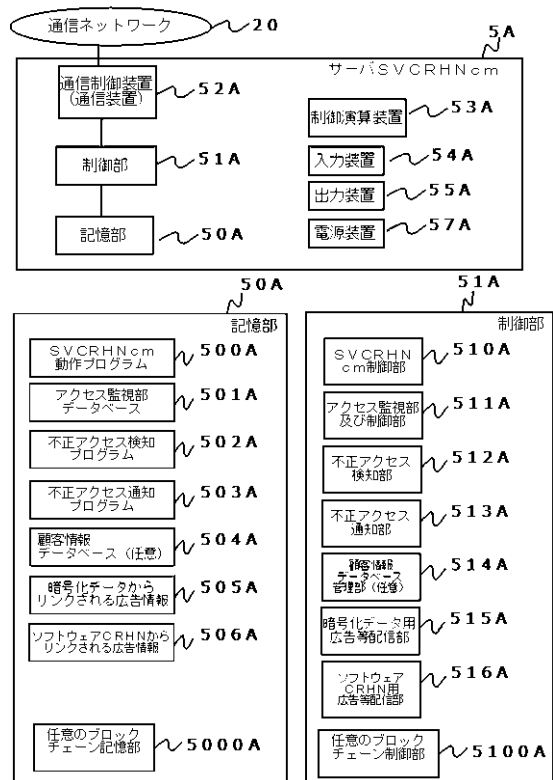 通信ネットワーク
20
5A
サーバSVCRHNcm
通信制御装置
(通信装置)
52A
制御演算装置
53A
制御部
51A
入力装置
54A
出力装置
55A
記憶部
50A
電源装置
57A
50A
記憶部
SVCRHNcm
動作プログラム
500A
アクセス監視部
データベース
501A
不正アクセス検知
プログラム
502A
不正アクセス通知
プログラム
503A
顧客情報
データベース(任意)
504A
暗号化データから
リンクされる広告情報
505A
ソフトウェアCRHNから
リンクされる広告情報
506A
任意のブロック
チェーン記憶部
5000A
51A
制御部
SVCRHN
cm制御部
510A
アクセス監視部
及び制御部
511A
不正アクセス
検知部
512A
不正アクセス
通知部
513A
顧客情報
データベース
管理部(任意)
514A
暗号化データ用
広告等配信部
515A
ソフトウェア
CRHN用
広告等配信部
516A
任意のブロック
チェーン制御部
5100A